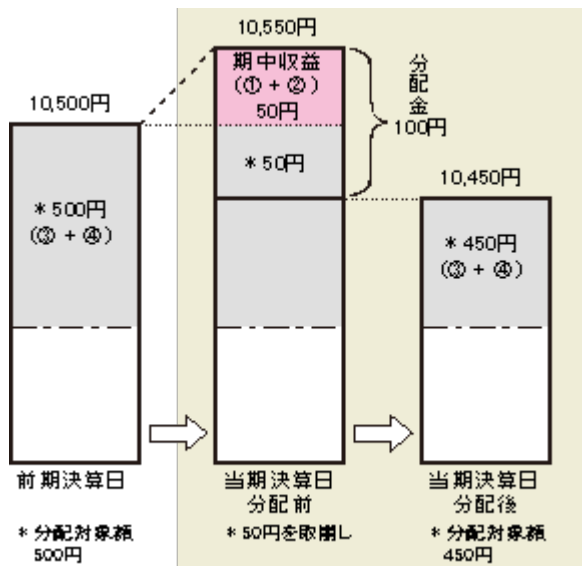 10,500円
＊500円
（③ + ④）
前期決算日
＊分配対象額
500円
10,550円
期中収益
（① + ②）
50円
＊50円
分配金
100円
当期決算日
分配前
＊50円を取崩し
10,450円
＊450円
（③ + ④）
当期決算日
分配後
＊分配対象額
450円